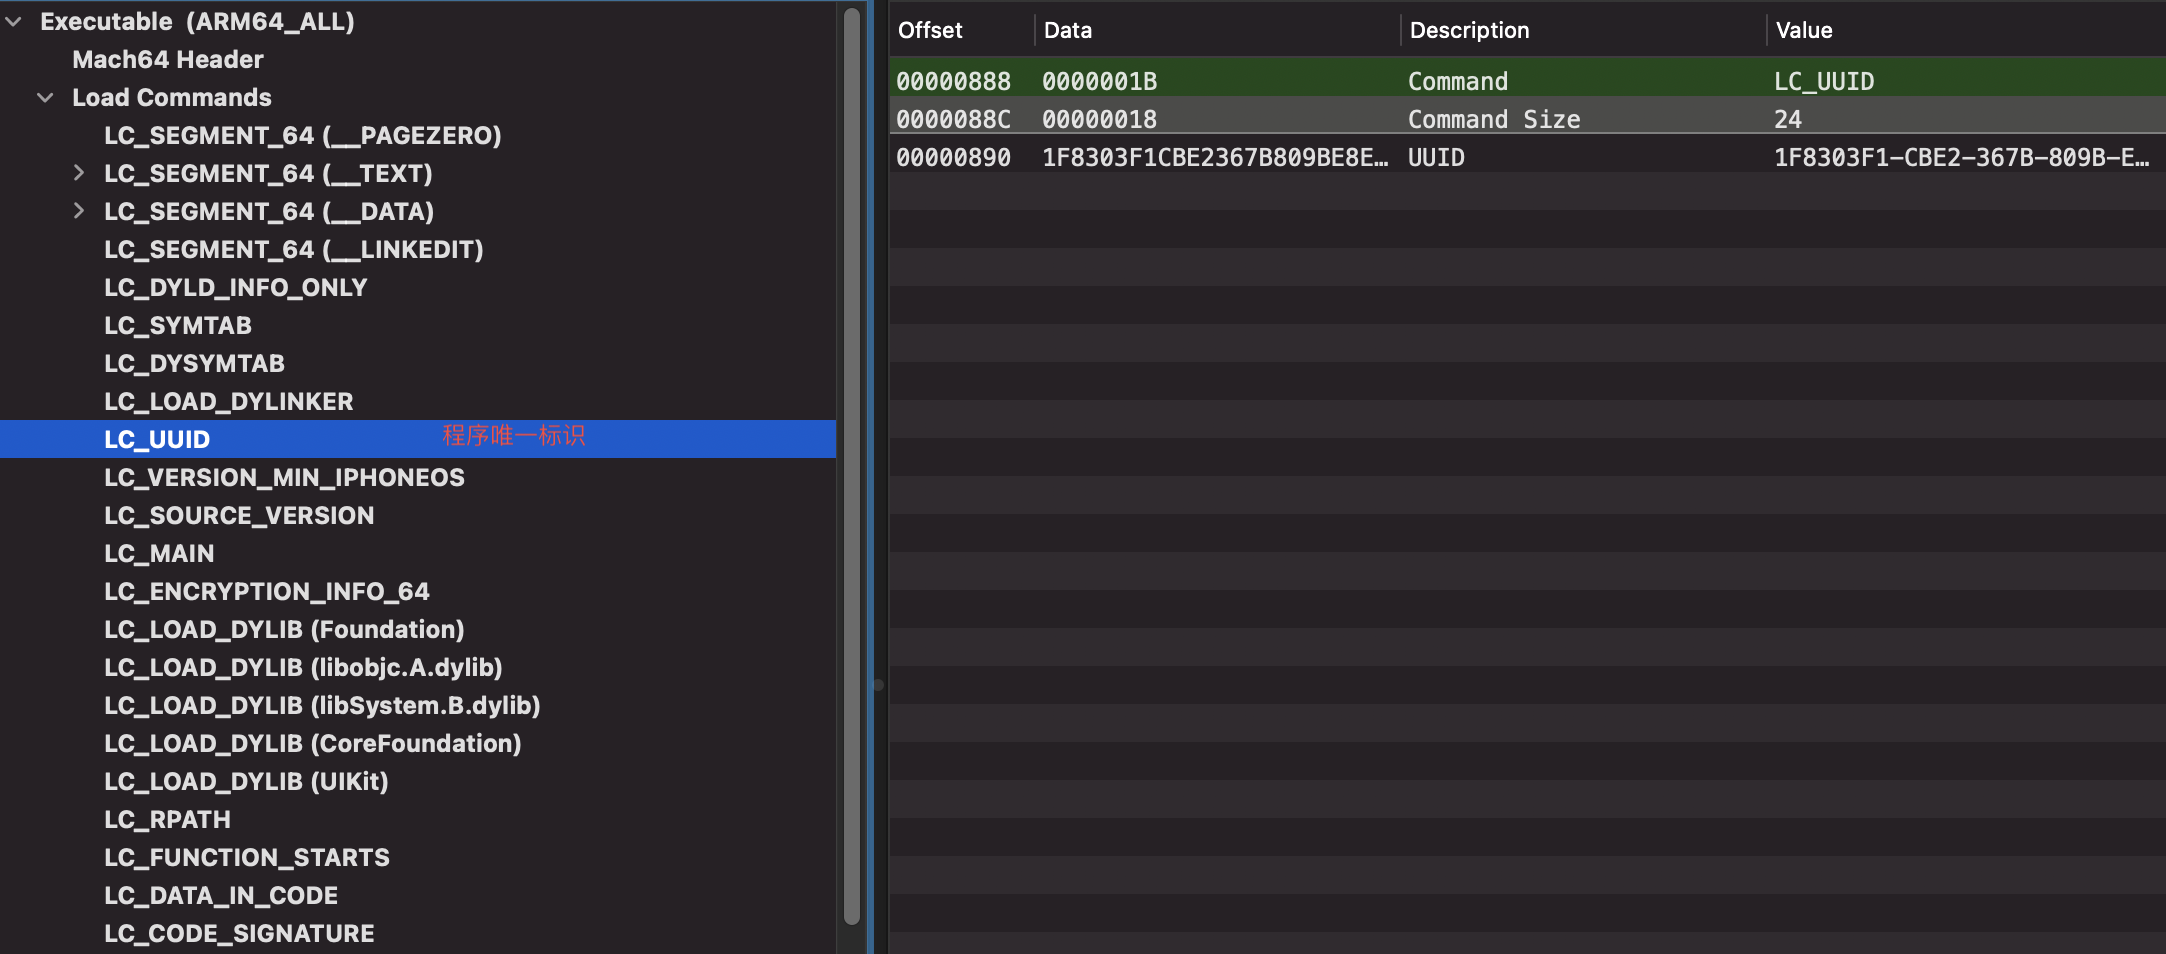 Executable (ARM64_ALL)
Mach64 Header
Load Commands
LC_SEGMENT_64 (__PAGEZERO)
LC_SEGMENT_64 (__TEXT)
LC_SEGMENT_64 (__DATA)
LC_SEGMENT_64 (__LINKEDIT)
LC_DYLD_INFO_ONLY
LC_SYMTAB
LC_DYSYMTAB
LC_LOAD_DYLINKER
LC_UUID 程序唯一标识
LC_VERSION_MIN_IPHONEOS
LC_SOURCE_VERSION
LC_MAIN
LC_ENCRYPTION_INFO_64
LC_LOAD_DYLIB (Foundation)
LC_LOAD_DYLIB (libobjc.A.dylib)
LC_LOAD_DYLIB (libSystem.B.dylib)
LC_LOAD_DYLIB (CoreFoundation)
LC_LOAD_DYLIB (UIKit)
LC_RPATH
LC_FUNCTION_STARTS
LC_DATA_IN_CODE
LC_CODE_SIGNATURE
Offset Data Description Value
00000888 0000001B Command LC_UUID
0000088C 00000018 Command Size 24
00000890 1F8303F1CBE2367B809BE8E… UUID 1F8303F1-CBE2-367B-809B-E…